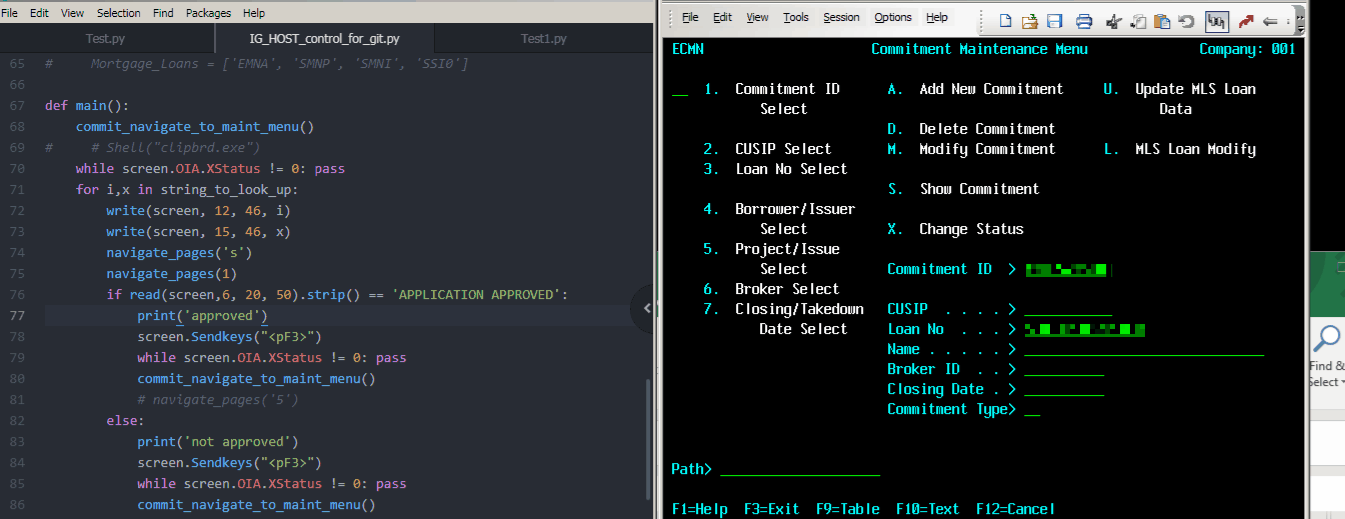 File Edit View Selection Find Packages Help
Test.py IG_HOST_control_for_git.py Test1.py
65 # Mortgage_Loans = ['EMNA', 'SMNP', 'SMNI', 'SSI0']
66
67 def main():
68 commit_navigate_to_maint_menu()
69 # # Shell("clipbrd.exe")
70 while screen.OIA.XStatus != 0: pass
71 for i,x in string_to_look_up:
72 write(screen, 12, 46, i)
73 write(screen, 15, 46, x)
74 navigate_pages('s')
75 navigate_pages(1)
76 if read(screen,6, 20, 50).strip() == 'APPLICATION APPROVED':
77 print('approved')
78 screen.Sendkeys("<pF3>")
79 while screen.OIA.XStatus != 0: pass
80 commit_navigate_to_maint_menu()
81 # navigate_pages('5')
82 else:
83 print('not approved')
84 screen.Sendkeys("<pF3>")
85 while screen.OIA.XStatus != 0: pass
86 commit_navigate_to_maint_menu()
File Edit View Tools Session Options Help
ECMN Commitment Maintenance Menu Company: 001
__ 1. Commitment ID A. Add New Commitment U. Update MLS Loan
Select Data
D. Delete Commitment
2. CUSIP Select M. Modify Commitment L. MLS Loan Modify
3. Loan No Select
S. Show Commitment
4. Borrower/Issuer
Select X. Change Status
5. Project/Issue
Select Commitment ID >
6. Broker Select
7. Closing/Takedown CUSIP . . . . > ___________
Date Select Loan No . . . >
Name . . . . . > ______________________________
Broker ID . . > __________
Closing Date . > __________
Commitment Type> __
Path> ____________________
F1=Help F3=Exit F9=Table F10=Text F12=Cancel
Find &
Select